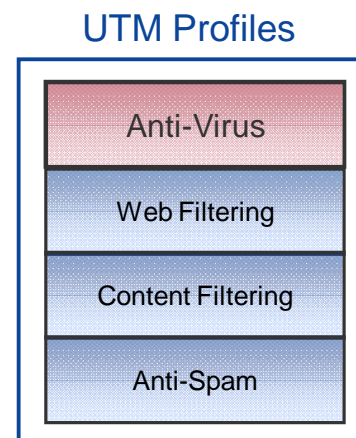 UTM Profiles
Anti-Virus
Web Filtering
Content Filtering
Anti-Spam